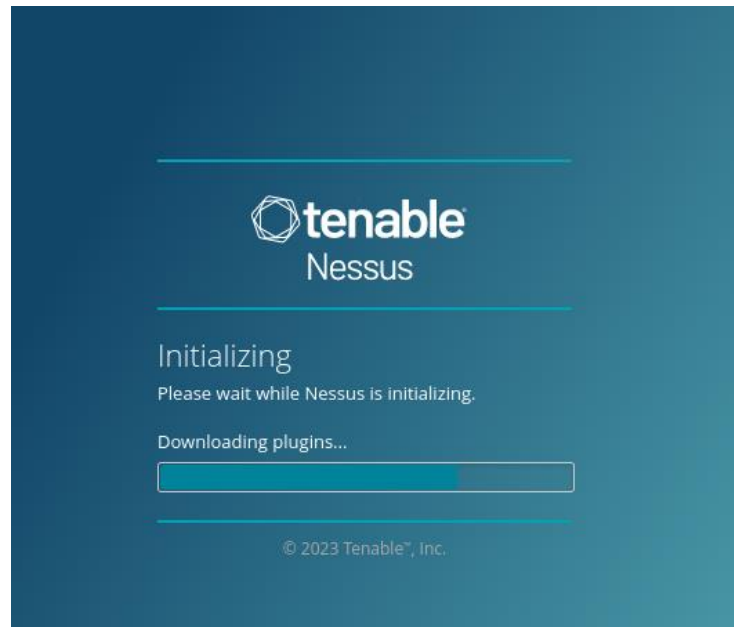 tenable®
Nessus
Initializing
Please wait while Nessus is initializing.
Downloading plugins...
© 2023 Tenable™, Inc.